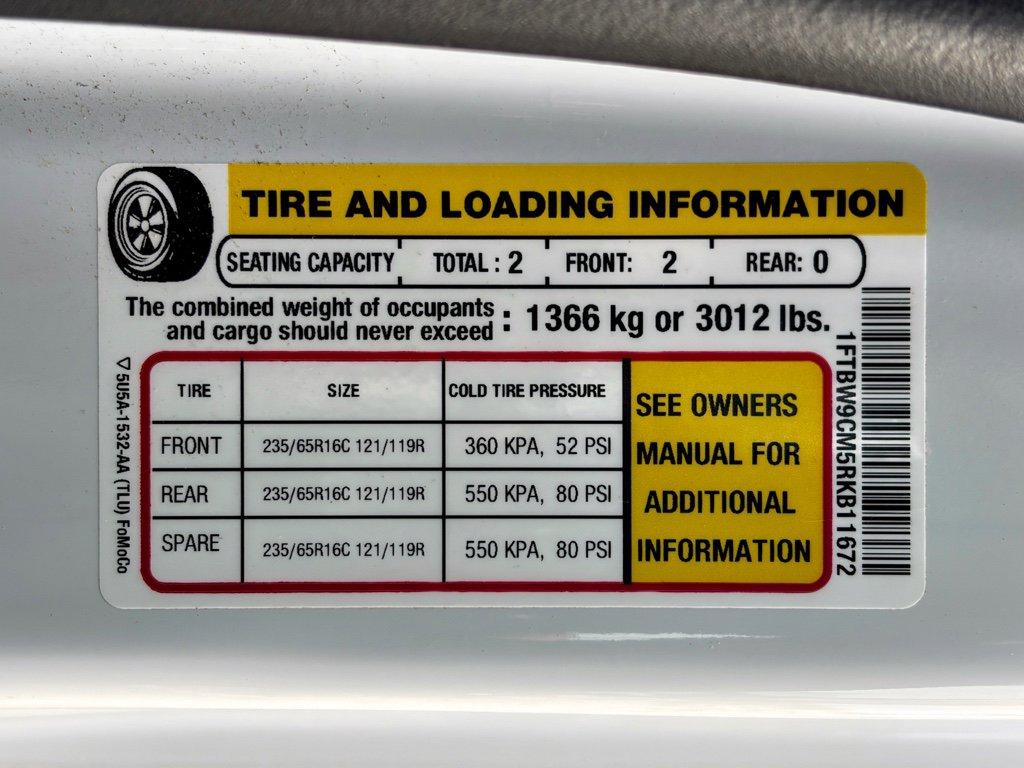 TIRE AND LOADING INFORMATION
SEATING CAPACITY TOTAL : 2 FRONT: 2 REAR: 0
The combined weight of occupants
and cargo should never exceed : 1366 kg or 3012 lbs.
TIRE SIZE COLD TIRE PRESSURE
FRONT 235/65R16C 121/119R 360 KPA, 52 PSI
REAR 235/65R16C 121/119R 550 KPA, 80 PSI
SPARE 235/65R16C 121/119R 550 KPA, 80 PSI
SEE OWNERS
MANUAL FOR
ADDITIONAL
INFORMATION
5U5A-1532-AA (TLU) FoMoCo
1FTBW9CM5RKB11672